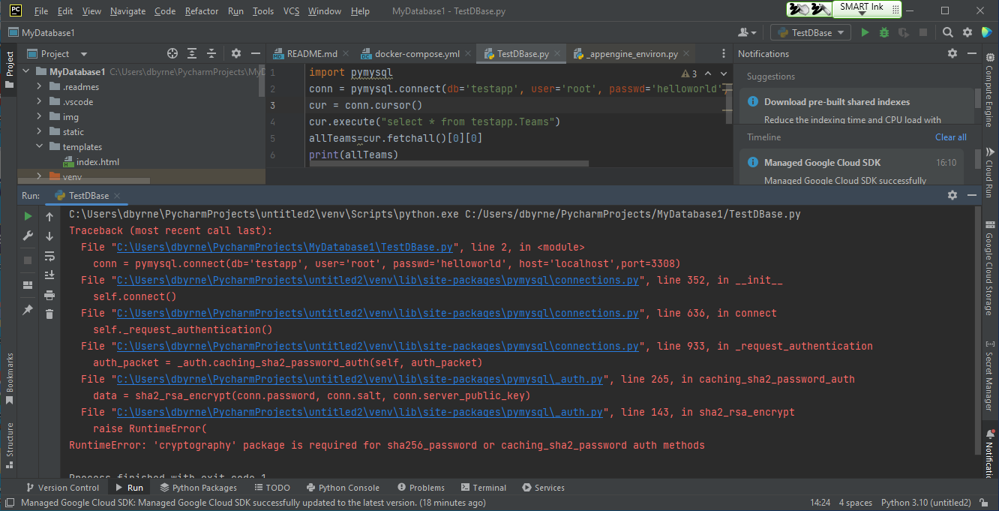 PC File Edit View Navigate Code Refactor Run Tools VCS Window Help MyDatabase1 - TestDBase.py SMART Ink
MyDatabase1 TestDBase
Project
Project
README.md docker-compose.yml TestDBase.py _appengine_environ.py
Notifications
MyDatabase1 C:\Users\dbyrne\PycharmProjects\MyD
.readmes
.vscode
img
static
templates
index.html
venv
1 import pymysql
2 conn = pymysql.connect(db='testapp', user='root', passwd='helloworld',
3 cur = conn.cursor()
4 cur.execute("select * from testapp.Teams")
5 allTeams=cur.fetchall()[0][0]
6 print(allTeams)
3
Suggestions
Download pre-built shared indexes
Reduce the indexing time and CPU load with
Timeline Clear all
Managed Google Cloud SDK 16:10
Managed Google Cloud SDK successfully
Run: TestDBase
C:\Users\dbyrne\PycharmProjects\untitled2\venv\Scripts\python.exe C:/Users/dbyrne/PycharmProjects/MyDatabase1/TestDBase.py
Traceback (most recent call last):
File "C:\Users\dbyrne\PycharmProjects\MyDatabase1\TestDBase.py", line 2, in <module>
conn = pymysql.connect(db='testapp', user='root', passwd='helloworld', host='localhost',port=3308)
File "C:\Users\dbyrne\PycharmProjects\untitled2\venv\lib\site-packages\pymysql\connections.py", line 352, in __init__
self.connect()
File "C:\Users\dbyrne\PycharmProjects\untitled2\venv\lib\site-packages\pymysql\connections.py", line 636, in connect
self._request_authentication()
File "C:\Users\dbyrne\PycharmProjects\untitled2\venv\lib\site-packages\pymysql\connections.py", line 933, in _request_authentication
auth_packet = _auth.caching_sha2_password_auth(self, auth_packet)
File "C:\Users\dbyrne\PycharmProjects\untitled2\venv\lib\site-packages\pymysql\_auth.py", line 265, in caching_sha2_password_auth
data = sha2_rsa_encrypt(conn.password, conn.salt, conn.server_public_key)
File "C:\Users\dbyrne\PycharmProjects\untitled2\venv\lib\site-packages\pymysql\_auth.py", line 143, in sha2_rsa_encrypt
raise RuntimeError(
RuntimeError: 'cryptography' package is required for sha256_password or caching_sha2_password auth methods
Process finished with exit code 1
Bookmarks
Structure
Compute Engine
Cloud Run
Google Cloud Storage
Secret Manager
Notificati
Version Control Run Python Packages TODO Python Console Problems Terminal Services
Managed Google Cloud SDK: Managed Google Cloud SDK successfully updated to the latest version. (18 minutes ago) 14:24 4 spaces Python 3.10 (untitled2)